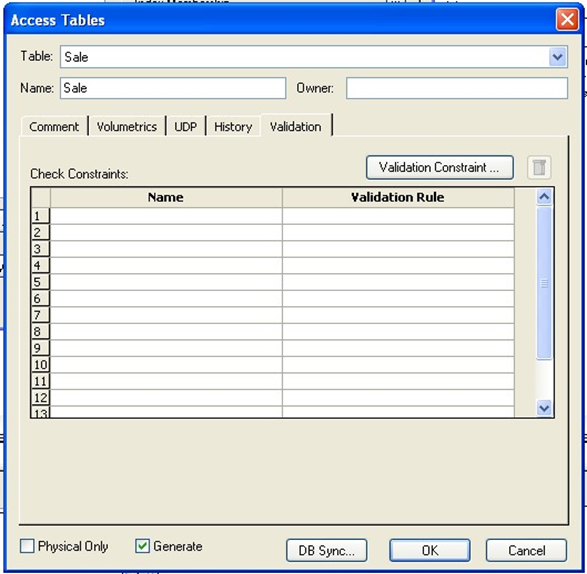 Access Tables
Table: Sale
Name: Sale Owner:
Comment Volumetrics UDP History Validation
Validation Constraint ...
Check Constraints:
Name Validation Rule
1
2
3
4
5
6
7
8
9
10
11
12
13
Physical Only Generate DB Sync... OK Cancel